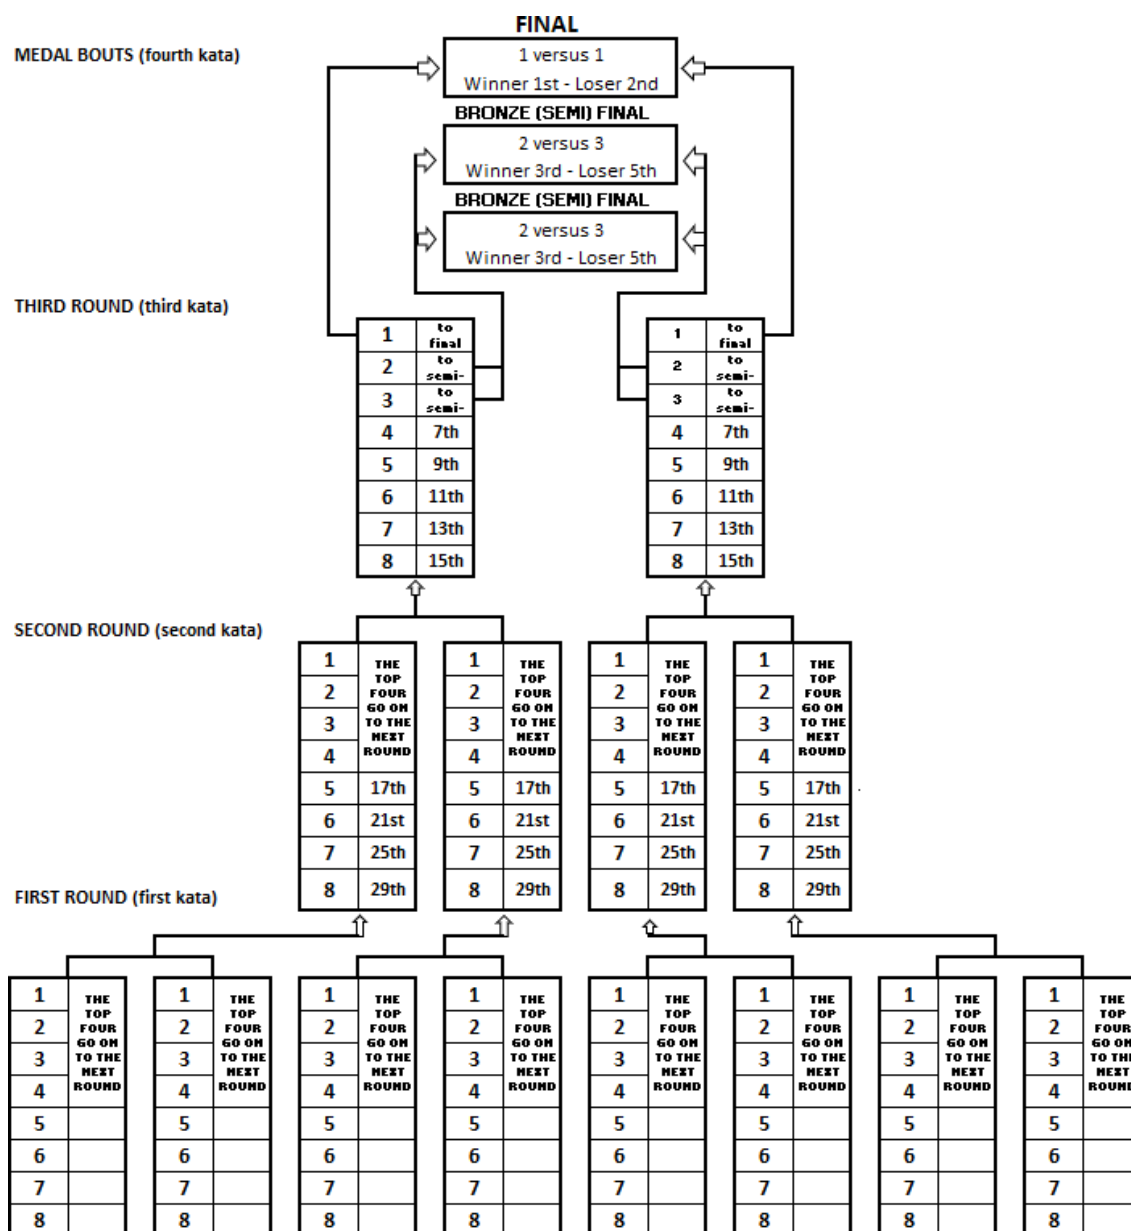 FINAL
MEDAL BOUTS (fourth kata)
1 versus 1
Winner 1st - Loser 2nd
BRONZE (SEMI) FINAL
2 versus 3
Winner 3rd - Loser 5th
BRONZE (SEMI) FINAL
2 versus 3
Winner 3rd - Loser 5th
THIRD ROUND (third kata)
1 to final
2 to semi-
3 to semi-
4 7th
5 9th
6 11th
7 13th
8 15th
1 to final
2 to semi-
3 to semi-
4 7th
5 9th
6 11th
7 13th
8 15th
SECOND ROUND (second kata)
1
2
3
4
THE
TOP
FOUR
GO ON
TO THE
NEXT
ROUND
5 17th
6 21st
7 25th
8 29th
1
2
3
4
THE
TOP
FOUR
GO ON
TO THE
NEXT
ROUND
5 17th
6 21st
7 25th
8 29th
1
2
3
4
THE
TOP
FOUR
GO ON
TO THE
NEXT
ROUND
5 17th
6 21st
7 25th
8 29th
1
2
3
4
THE
TOP
FOUR
GO ON
TO THE
NEXT
ROUND
5 17th
6 21st
7 25th
8 29th
FIRST ROUND (first kata)
1
2
3
4
THE
TOP
FOUR
GO ON
TO THE
NEXT
ROUND
5
6
7
8
1
2
3
4
THE
TOP
FOUR
GO ON
TO THE
NEXT
ROUND
5
6
7
8
1
2
3
4
THE
TOP
FOUR
GO ON
TO THE
NEXT
ROUND
5
6
7
8
1
2
3
4
THE
TOP
FOUR
GO ON
TO THE
NEXT
ROUND
5
6
7
8
1
2
3
4
THE
TOP
FOUR
GO ON
TO THE
NEXT
ROUND
5
6
7
8
1
2
3
4
THE
TOP
FOUR
GO ON
TO THE
NEXT
ROUND
5
6
7
8
1
2
3
4
THE
TOP
FOUR
GO ON
TO THE
NEXT
ROUND
5
6
7
8
1
2
3
4
THE
TOP
FOUR
GO ON
TO THE
NEXT
ROUND
5
6
7
8